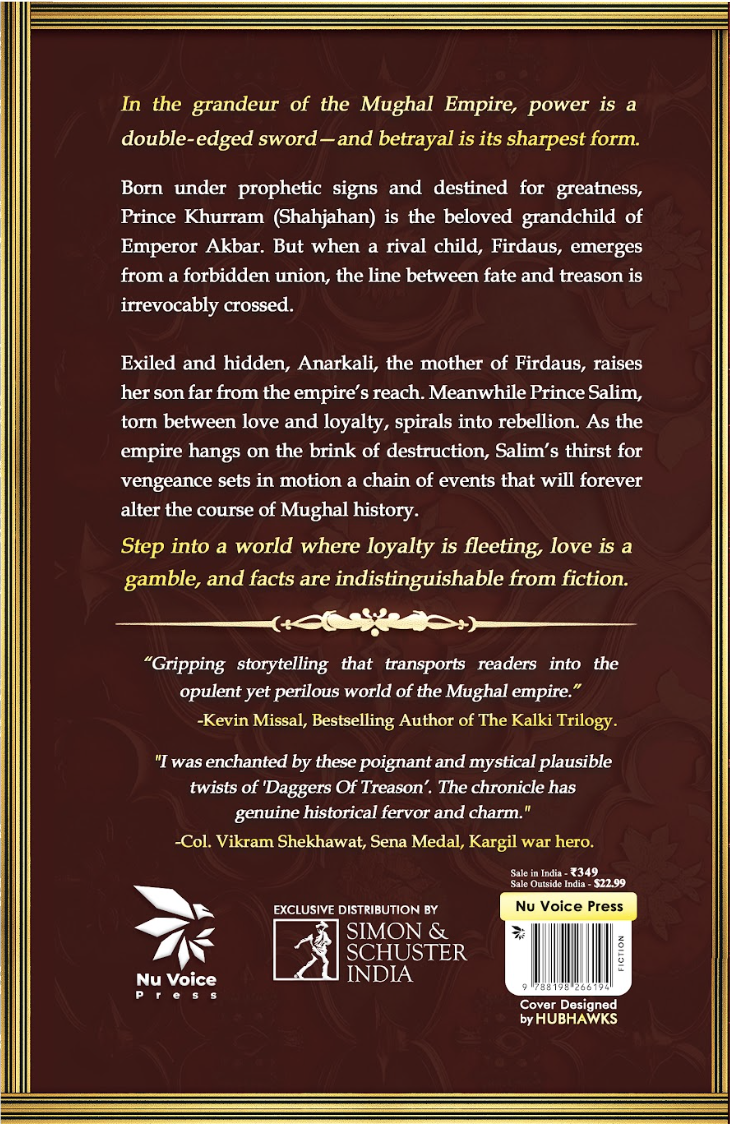 In the grandeur of the Mughal Empire, power is a
double-edged sword—and betrayal is its sharpest form.
Born under prophetic signs and destined for greatness,
Prince Khurram (Shahjahan) is the beloved grandchild of
Emperor Akbar. But when a rival child, Firdaus, emerges
from a forbidden union, the line between fate and treason is
irrevocably crossed.
Exiled and hidden, Anarkali, the mother of Firdaus, raises
her son far from the empire's reach. Meanwhile Prince Salim,
torn between love and loyalty, spirals into rebellion. As the
empire hangs on the brink of destruction, Salim's thirst for
vengeance sets in motion a chain of events that will forever
alter the course of Mughal history.
Step into a world where loyalty is fleeting, love is a
gamble, and facts are indistinguishable from fiction.
“Gripping storytelling that transports readers into the
opulent yet perilous world of the Mughal empire.”
-Kevin Missal, Bestselling Author of The Kalki Trilogy.
"I was enchanted by these poignant and mystical plausible
twists of 'Daggers Of Treason’. The chronicle has
genuine historical fervor and charm."
-Col. Vikram Shekhawat, Sena Medal, Kargil war hero.
Nu Voice
Press
EXCLUSIVE DISTRIBUTION BY
SIMON &
SCHUSTER
INDIA
Sale in India - ₹349
Sale Outside India - $22.99
Nu Voice Press
FICTION
9 788198 266194
Cover Designed
by HUBHAWKS